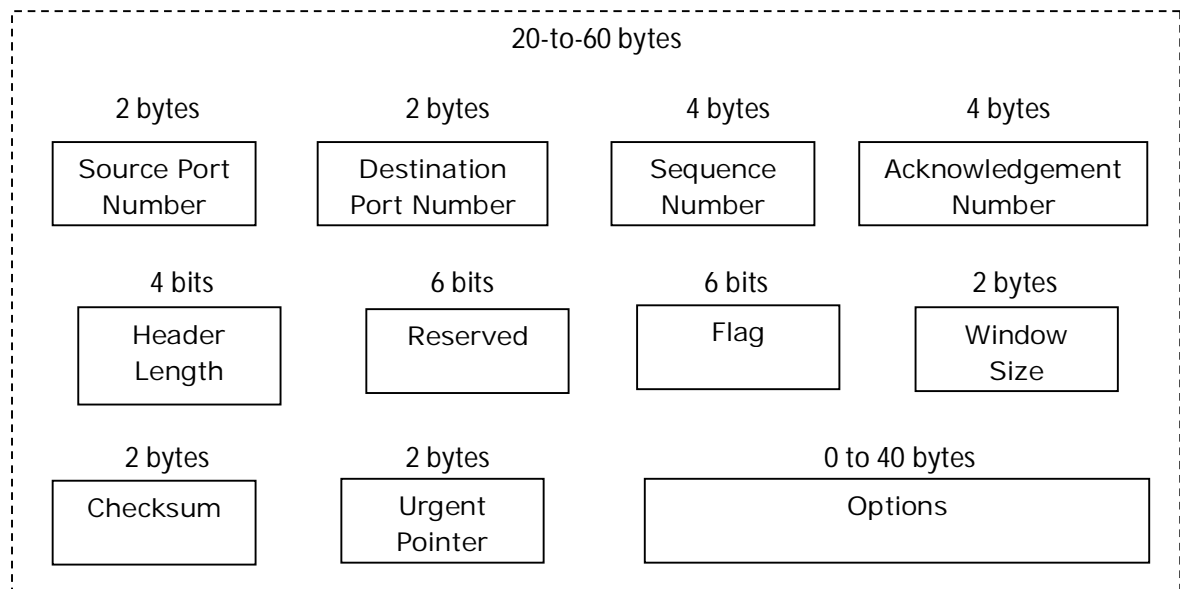 20-to-60 bytes
2 bytes
2 bytes
4 bytes
4 bytes
Source Port
Number
Destination
Port Number
Sequence
Number
Acknowledgement
Number
4 bits
6 bits
6 bits
2 bytes
Header
Length
Reserved
Flag
Window
Size
2 bytes
2 bytes
0 to 40 bytes
Checksum
Urgent
Pointer
Options